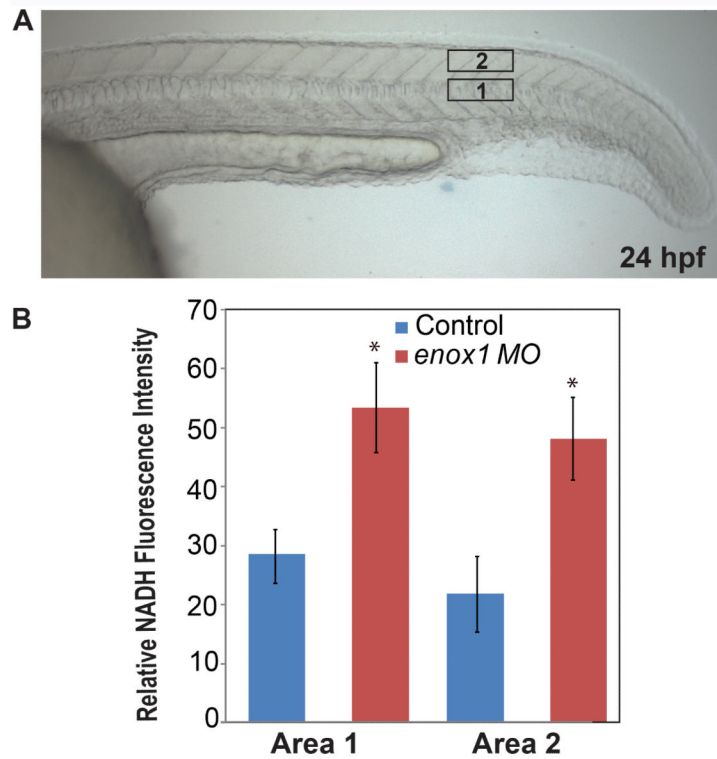 A
2
1
24 hpf
B
Relative NADH Fluorescence Intensity
70
60
50
40
30
20
10
0
Control
enox1 MO
*
*
Area 1
Area 2